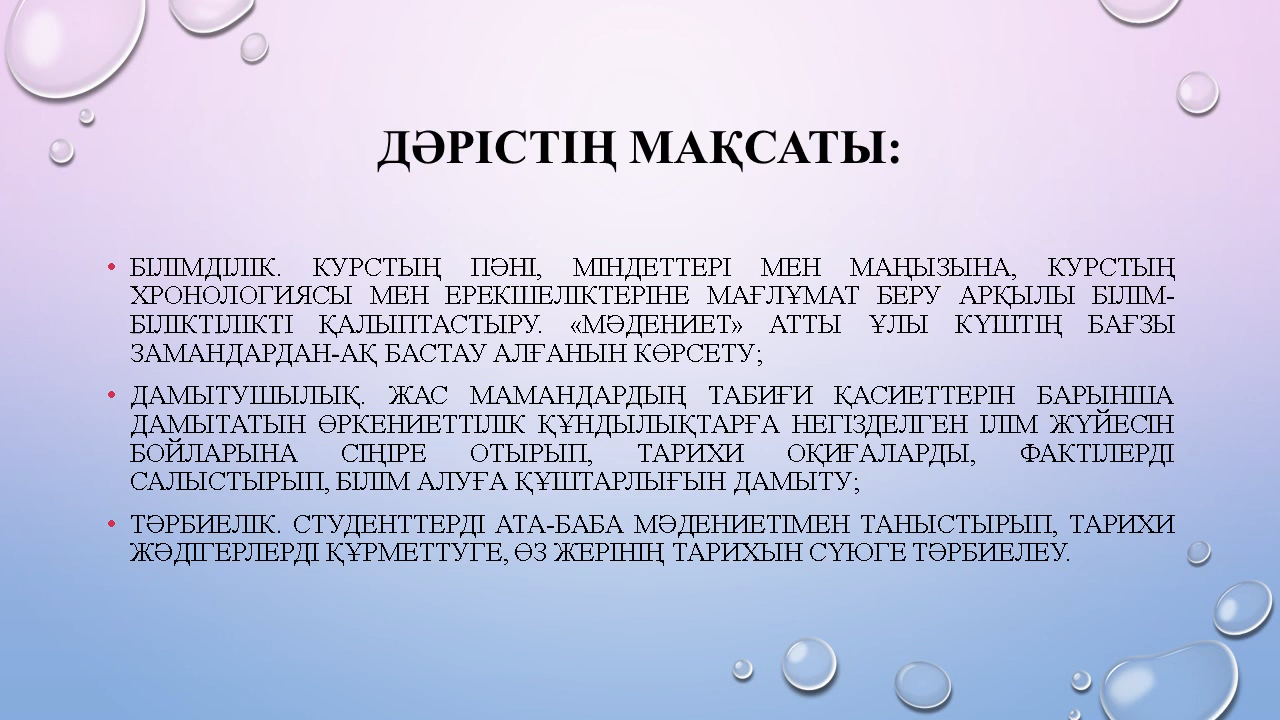 ДӘРІСТІҢ МАҚСАТЫ:
• БІЛІМДІЛІК. КУРСТЫҢ ПӘНІ, МІНДЕТТЕРІ МЕН МАҢЫЗЫНА, КУРСТЫҢ
ХРОНОЛОГИЯСЫ МЕН ЕРЕКШЕЛІКТЕРІНЕ МАҒЛҰМАТ БЕРУ АРҚЫЛЫ БІЛІМ-
БІЛІКТІЛІКТІ ҚАЛЫПТАСТЫРУ. «МӘДЕНИЕТ» АТТЫ ҰЛЫ КҮШТІҢ БАҒЗЫ
ЗАМАНДАРДАН-АҚ БАСТАУ АЛҒАНЫН КӨРСЕТУ;
• ДАМЫТУШЫЛЫҚ. ЖАС МАМАНДАРДЫҢ ТАБИҒИ ҚАСИЕТТЕРІН БАРЫНША
ДАМЫТАТЫН ӨРКЕНИЕТТІЛІК ҚҰНДЫЛЫҚТАРҒА НЕГІЗДЕЛГЕН ІЛІМ ЖҮЙЕСІН
БОЙЛАРЫНА СІҢІРЕ ОТЫРЫП, ТАРИХИ ОҚИҒАЛАРДЫ, ФАКТІЛЕРДІ
САЛЫСТЫРЫП, БІЛІМ АЛУҒА ҚҰШТАРЛЫҒЫН ДАМЫТУ;
• ТӘРБИЕЛІК. СТУДЕНТТЕРДІ АТА-БАБА МӘДЕНИЕТІМЕН ТАНЫСТЫРЫП, ТАРИХИ
ЖӘДІГЕРЛЕРДІ ҚҰРМЕТТУГЕ, ӨЗ ЖЕРІНІҢ ТАРИХЫН СҮЮГЕ ТӘРБИЕЛЕУ.